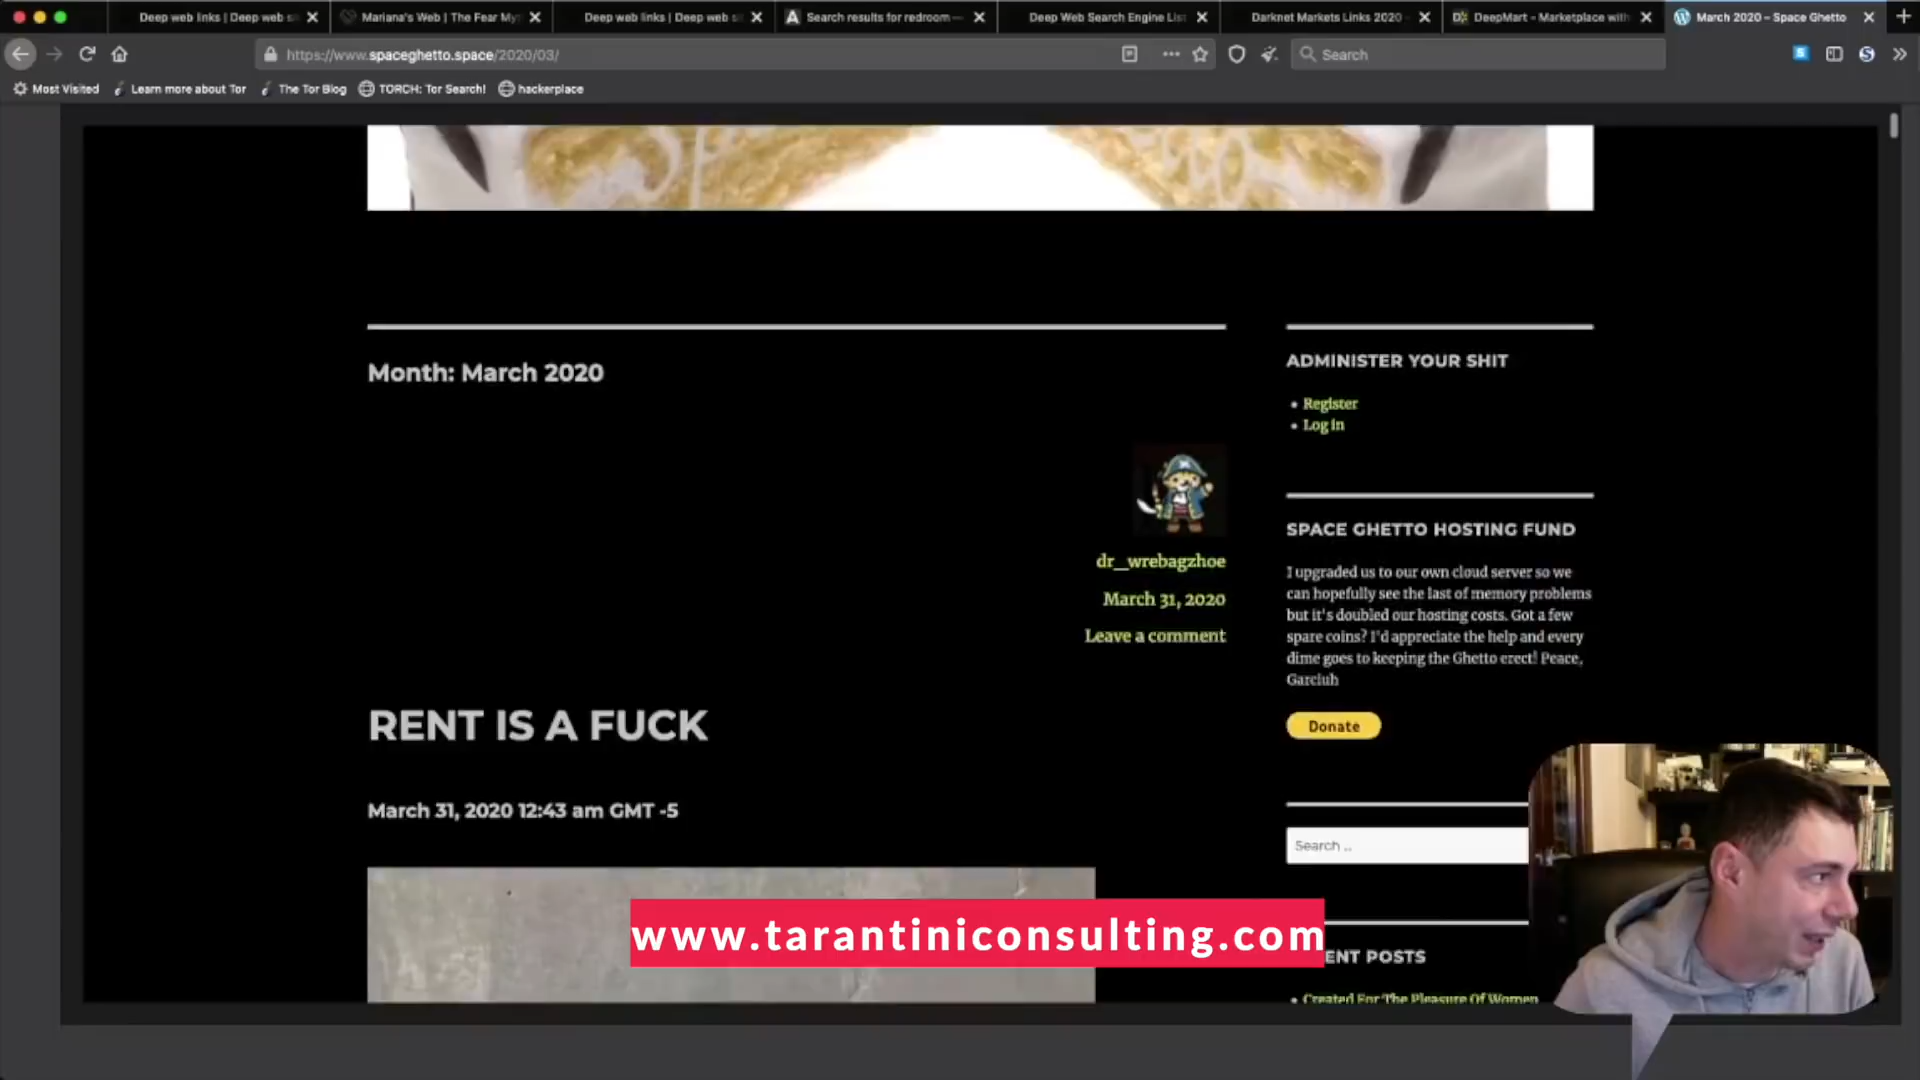 Deep web links | Deep web si
Mariana's Web | The Fear My
Deep web links | Deep web si
Search results for redroom —
Deep Web Search Engine List
Darknet Markets Links 2020
DeepMart - Marketplace with
March 2020 – Space Ghetto
https://www.spaceghetto.space/2020/03/
Search
Most Visited
Learn more about Tor
The Tor Blog
TORCH: Tor Search!
hackerplace
Month: March 2020
dr_wrebagzhoe
March 31, 2020
Leave a comment
RENT IS A FUCK
March 31, 2020 12:43 am GMT -5
ADMINISTER YOUR SHIT
Register
Log in
SPACE GHETTO HOSTING FUND
I upgraded us to our own cloud server so we
can hopefully see the last of memory problems
but it's doubled our hosting costs. Got a few
spare coins? I'd appreciate the help and every
dime goes to keeping the Ghetto erect! Peace,
Garciuh
Donate
Search …
www.tarantiniconsulting.com
ENT POSTS
Created For The Pleasure Of Women